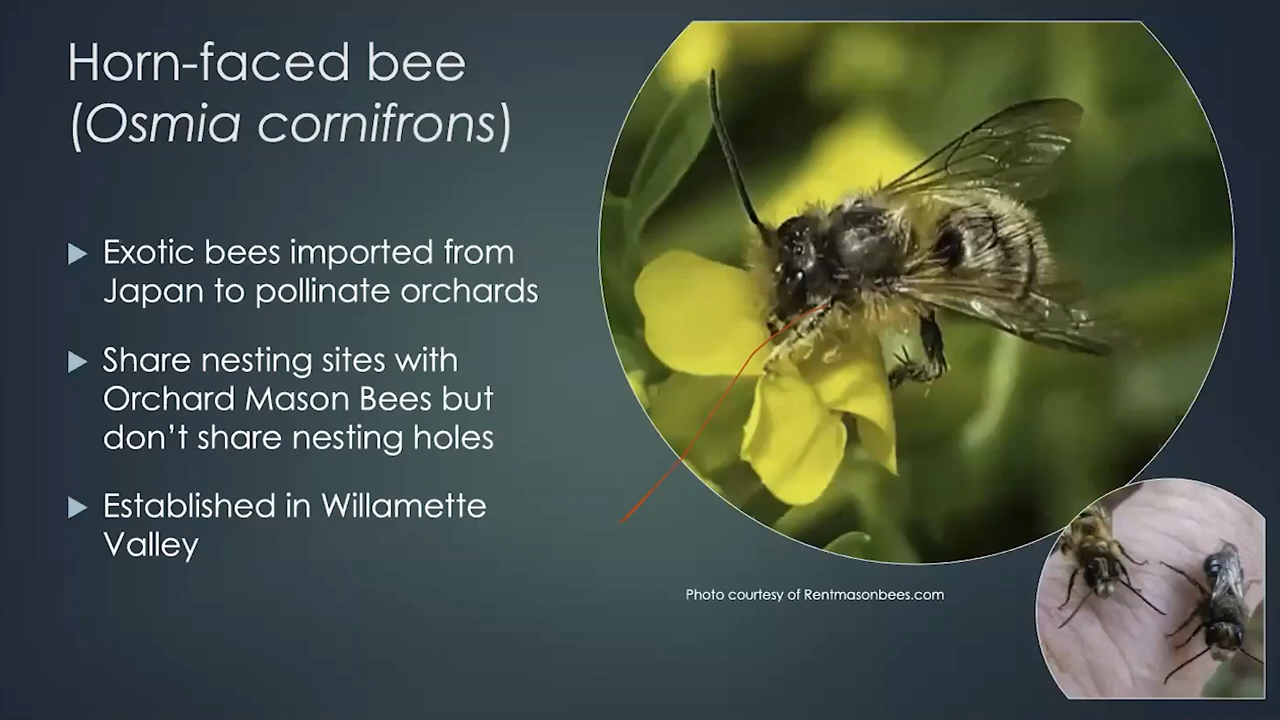 Horn-faced bee
(Osmia cornifrons)
Exotic bees imported from
Japan to pollinate orchards
Share nesting sites with
Orchard Mason Bees but
don’t share nesting holes
Established in Willamette
Valley
Photo courtesy of Rentmasonbees.com